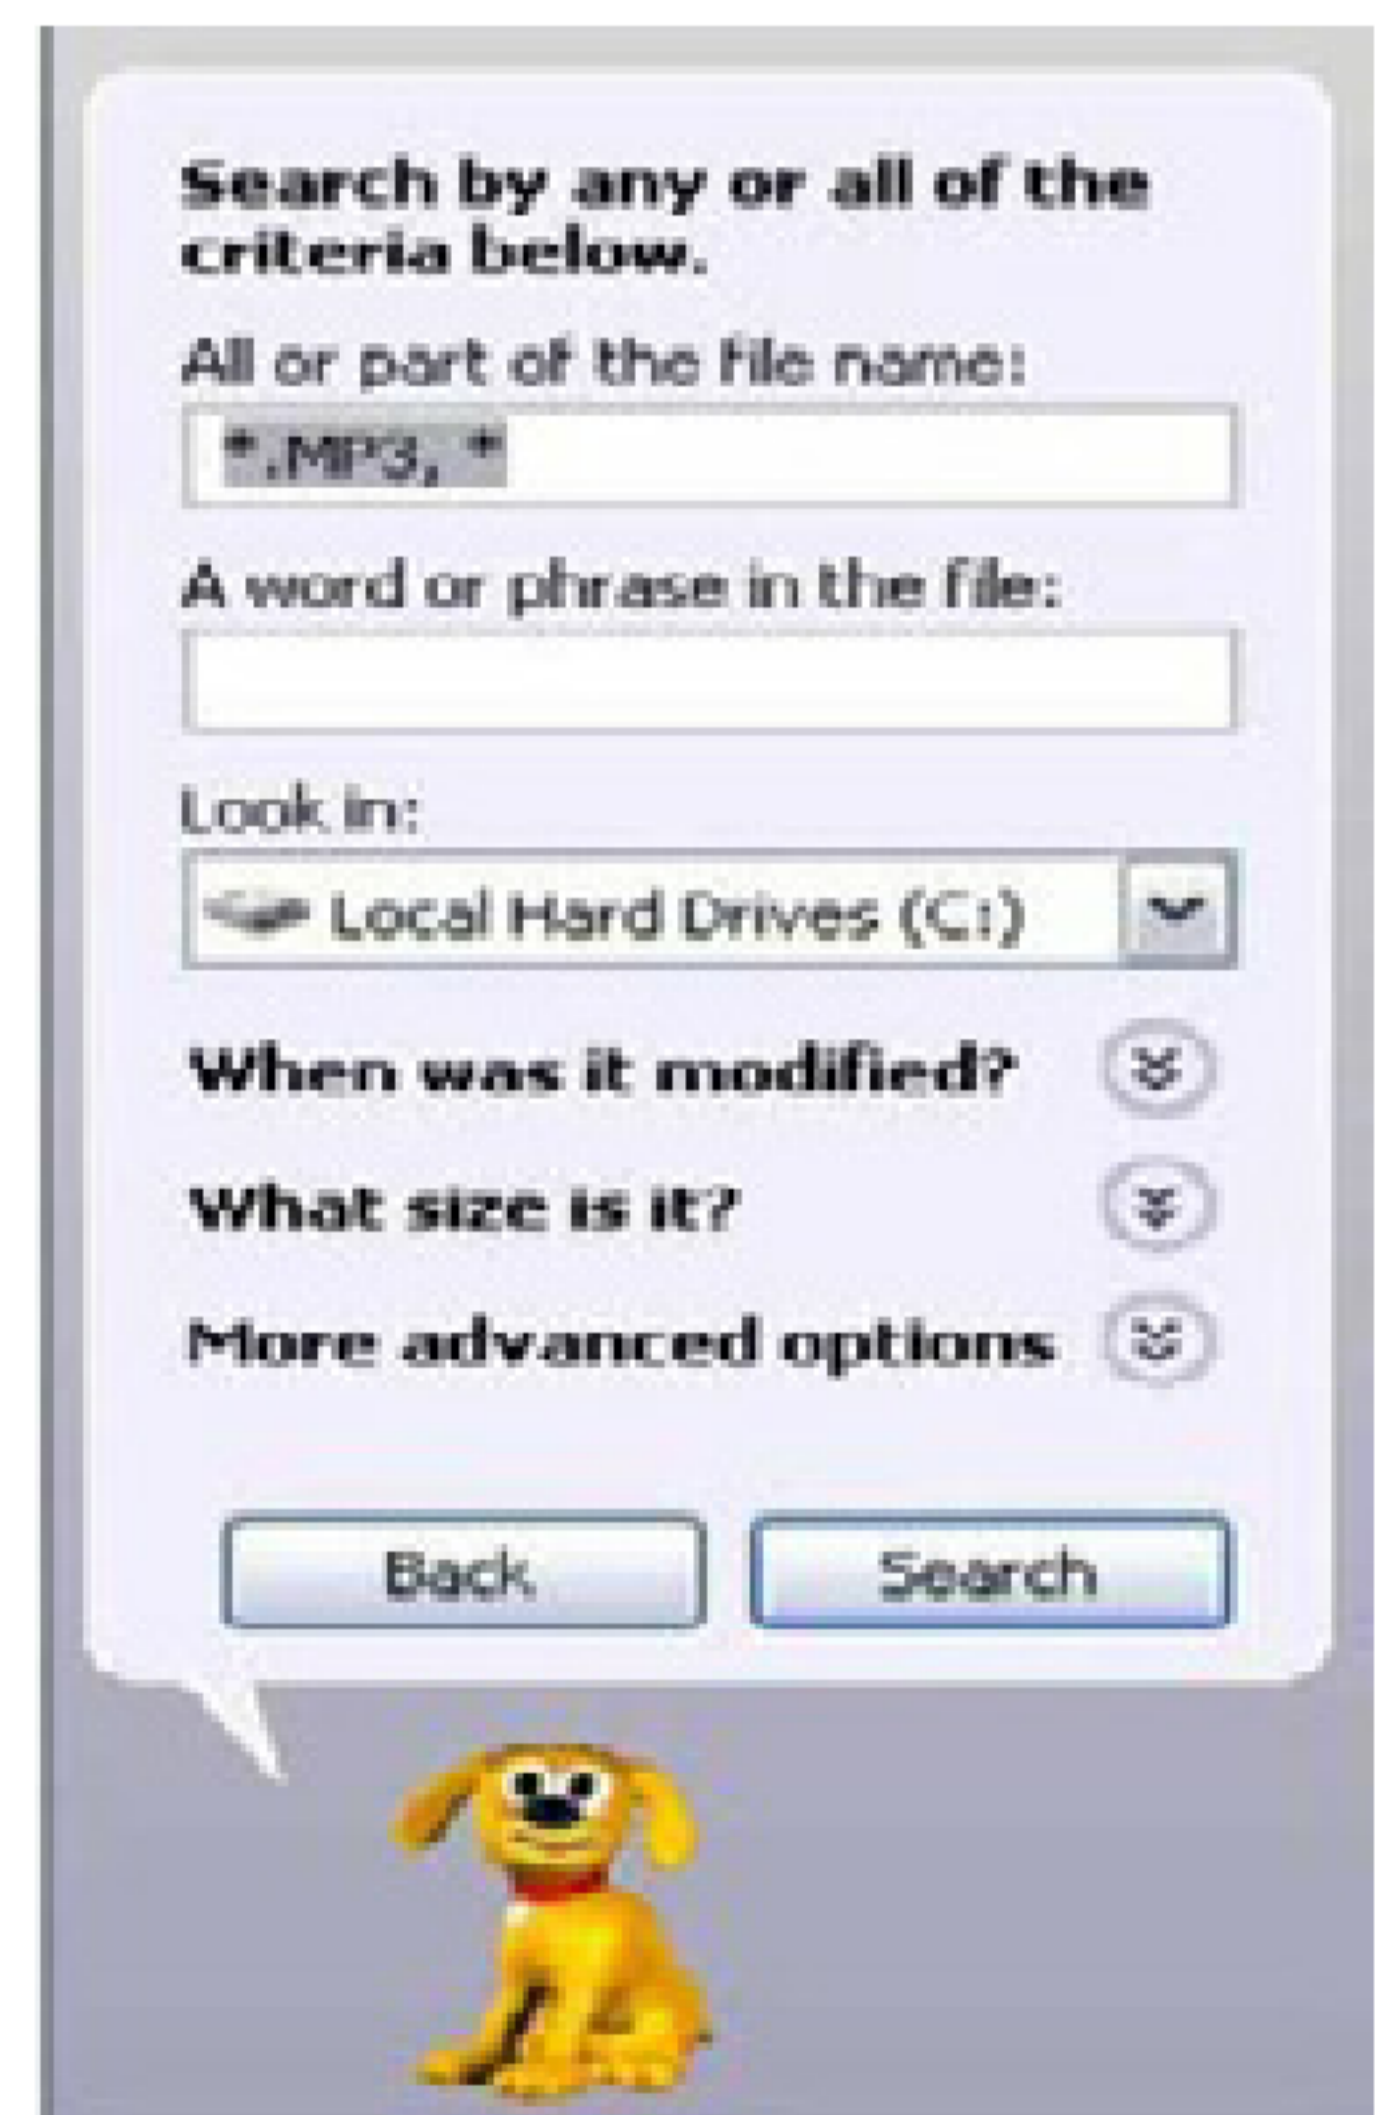 Search by any or all of the
criteria below.
All or part of the file name:
*.MP3, *
A word or phrase in the file:
Look in:
Local Hard Drives (C:)
When was it modified?
What size is it?
More advanced options
Back Search